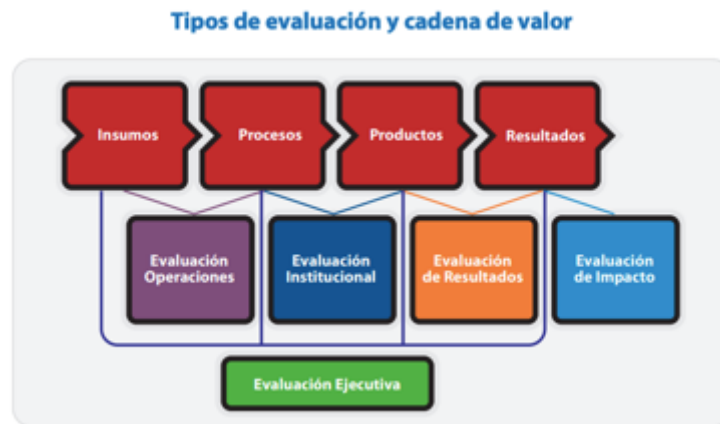 Tipos de evaluación y cadena de valor
Insumos
Procesos
Productos
Resultados
Evaluación
Operaciones
Evaluación
Institucional
Evaluación
de Resultados
Evaluación
de Impacto
Evaluación Ejecutiva